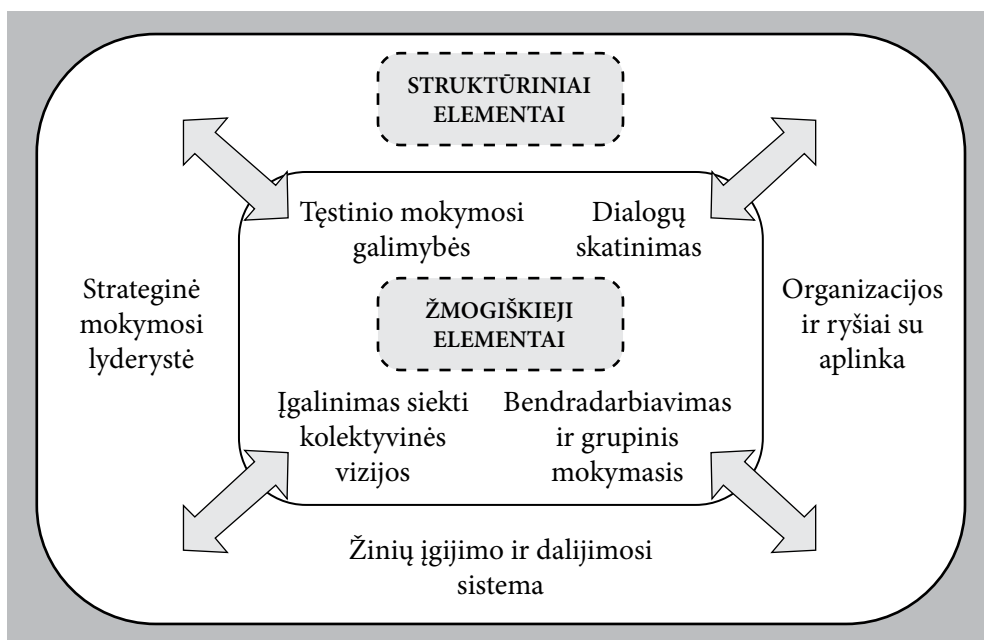 STRUKTŪRINIAI
ELEMENTAI
Tęstinio mokymosi
galimybės
Dialogų
skatinimas
Strateginė
mokymosi
lyderystė
ŽMOGIŠKIEJI
ELEMENTAI
Organizacijos
ir ryšiai su
aplinka
Įgalinimas siekti
kolektyvinės
vizijos
Bendradarbiavimas
ir grupinis
mokymasis
Žinių įgijimo ir dalijimosi
sistema